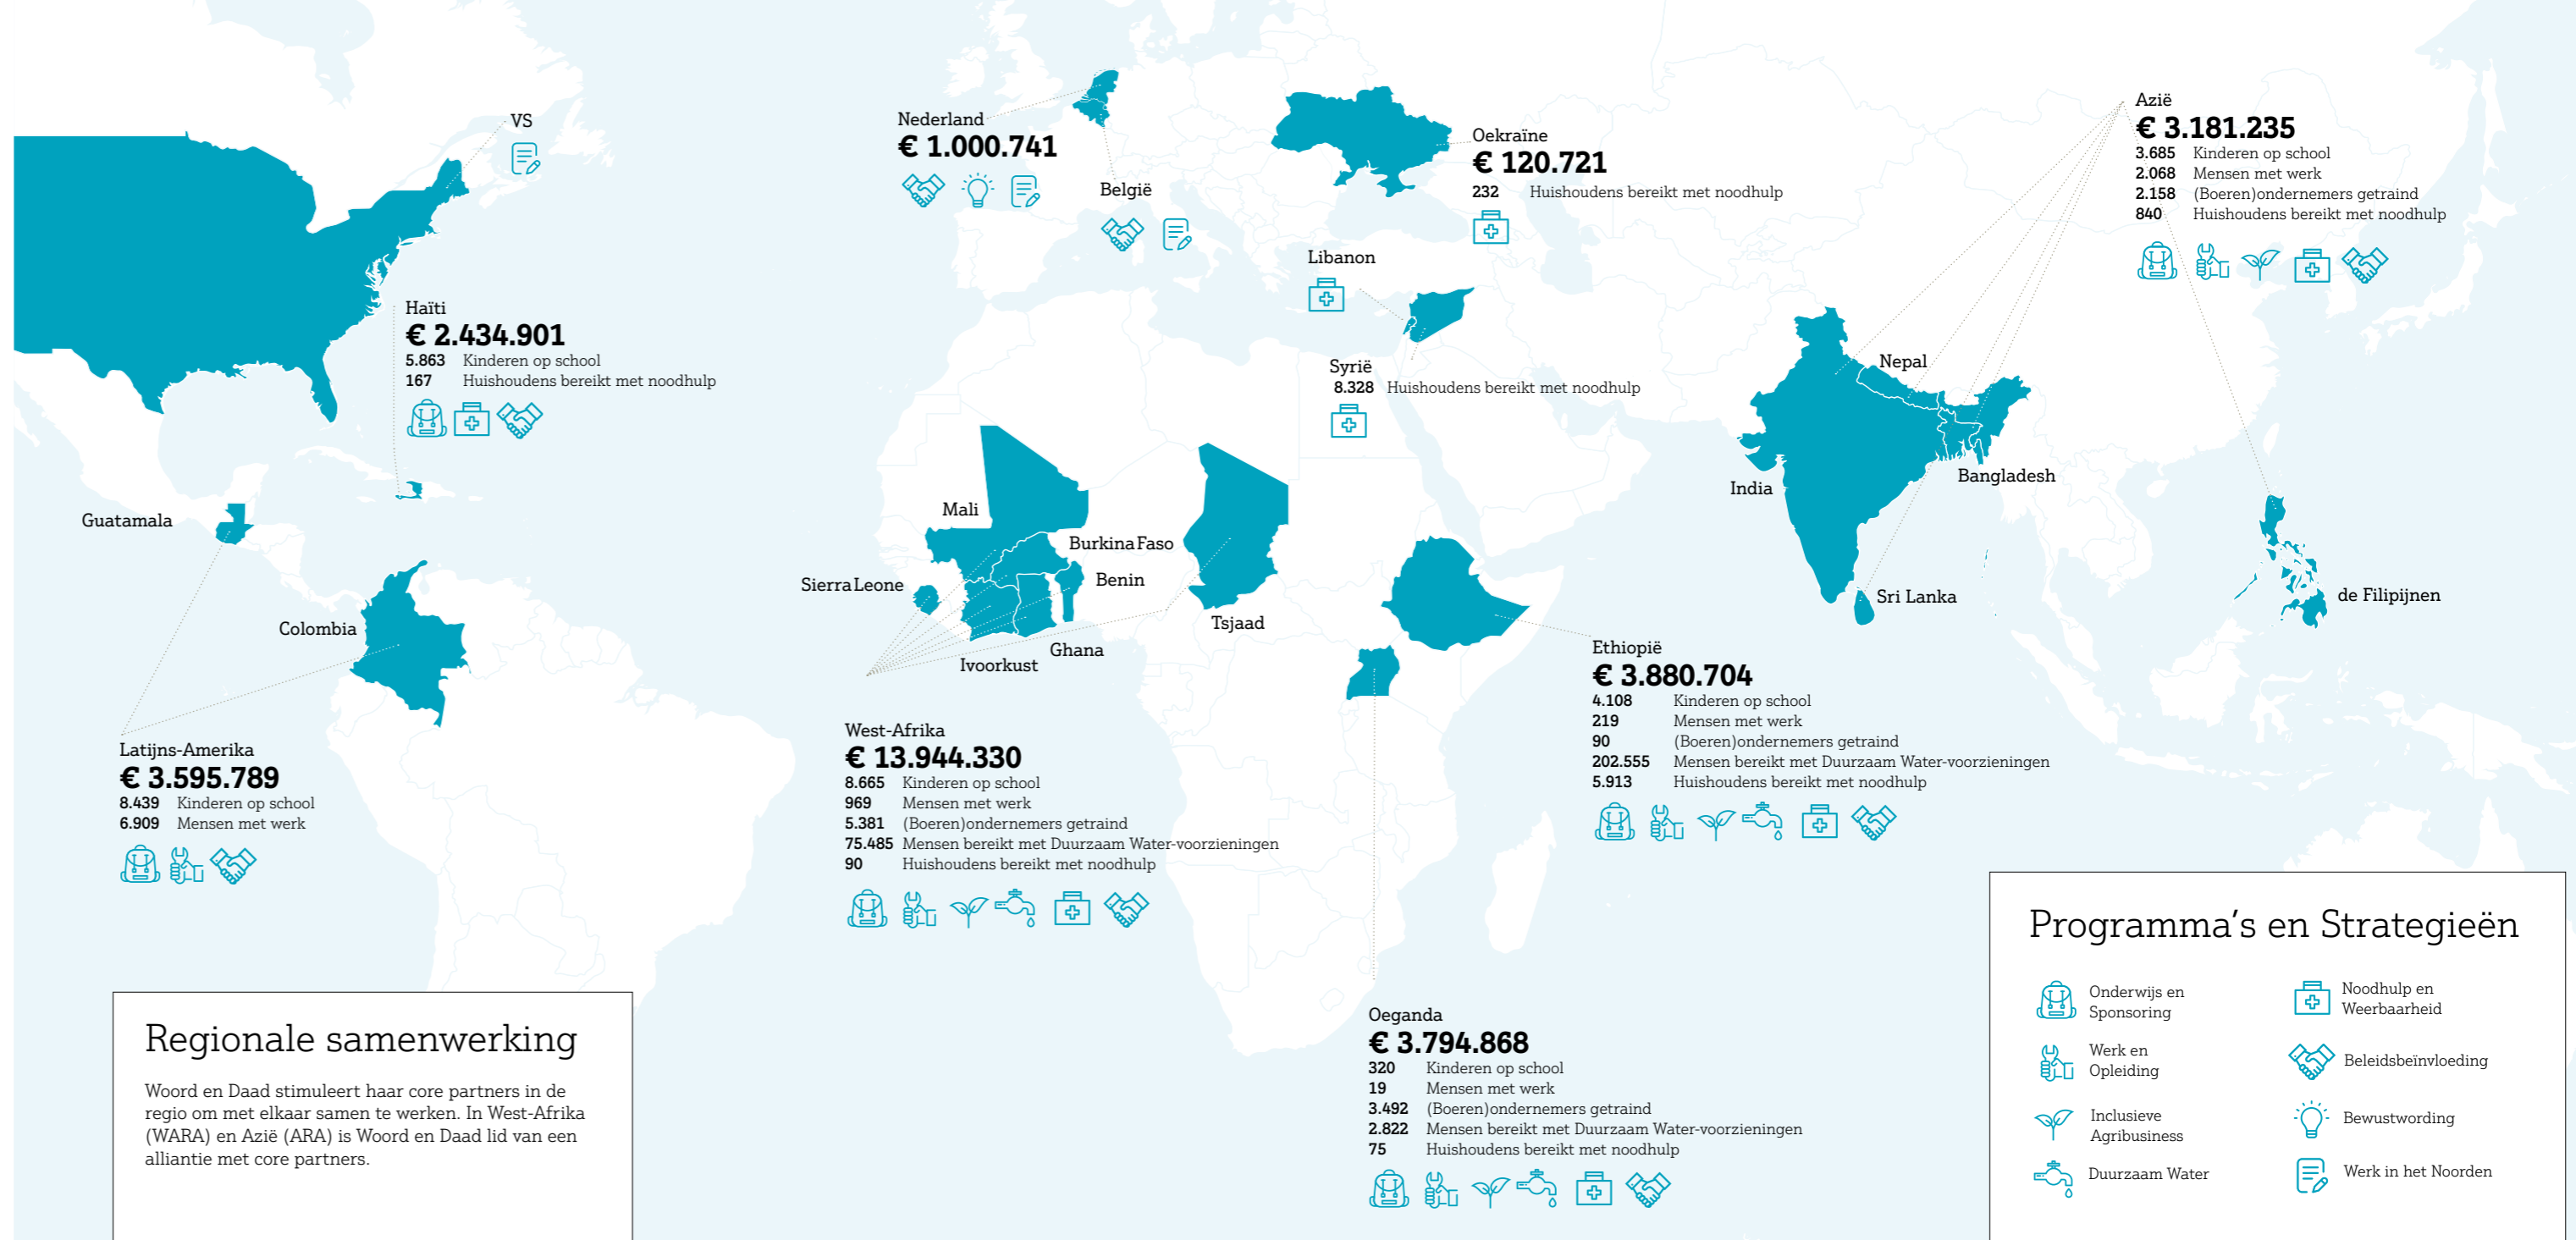 VS
Haïti
€ 2.434.901
5.863 Kinderen op school
167 Huishoudens bereikt met noodhulp
Guatamala
Colombia
Latijns-Amerika
€ 3.595.789
8.439 Kinderen op school
6.909 Mensen met werk
Regionale samenwerking
Woord en Daad stimuleert haar core partners in de
regio om met elkaar samen te werken. In West-Afrika
(WARA) en Azië (ARA) is Woord en Daad lid van een
alliantie met core partners.
Nederland
€ 1.000.741
België
Oekraïne
€ 120.721
232 Huishoudens bereikt met noodhulp
Libanon
Syrië
8.328 Huishoudens bereikt met noodhulp
Mali
Burkina Faso
Benin
Sierra Leone
Ghana
Ivoorkust
Tsjaad
West-Afrika
€ 13.944.330
8.665 Kinderen op school
969 Mensen met werk
5.381 (Boeren)ondernemers getraind
75.485 Mensen bereikt met Duurzaam Water-voorzieningen
90 Huishoudens bereikt met noodhulp
Ethiopië
€ 3.880.704
4.108 Kinderen op school
219 Mensen met werk
90 (Boeren)ondernemers getraind
202.555 Mensen bereikt met Duurzaam Water-voorzieningen
5.913 Huishoudens bereikt met noodhulp
Oeganda
€ 3.794.868
320 Kinderen op school
19 Mensen met werk
3.492 (Boeren)ondernemers getraind
2.822 Mensen bereikt met Duurzaam Water-voorzieningen
75 Huishoudens bereikt met noodhulp
Azië
€ 3.181.235
3.685 Kinderen op school
2.068 Mensen met werk
2.158 (Boeren)ondernemers getraind
840 Huishoudens bereikt met noodhulp
Nepal
India
Bangladesh
Sri Lanka
de Filipijnen
Programma's en Strategieën
Onderwijs en
Sponsoring
Werk en
Opleiding
Inclusieve
Agribusiness
Duurzaam Water
Noodhulp en
Weerbaarheid
Beleidsbeïnvloeding
Bewustwording
Werk in het Noorden